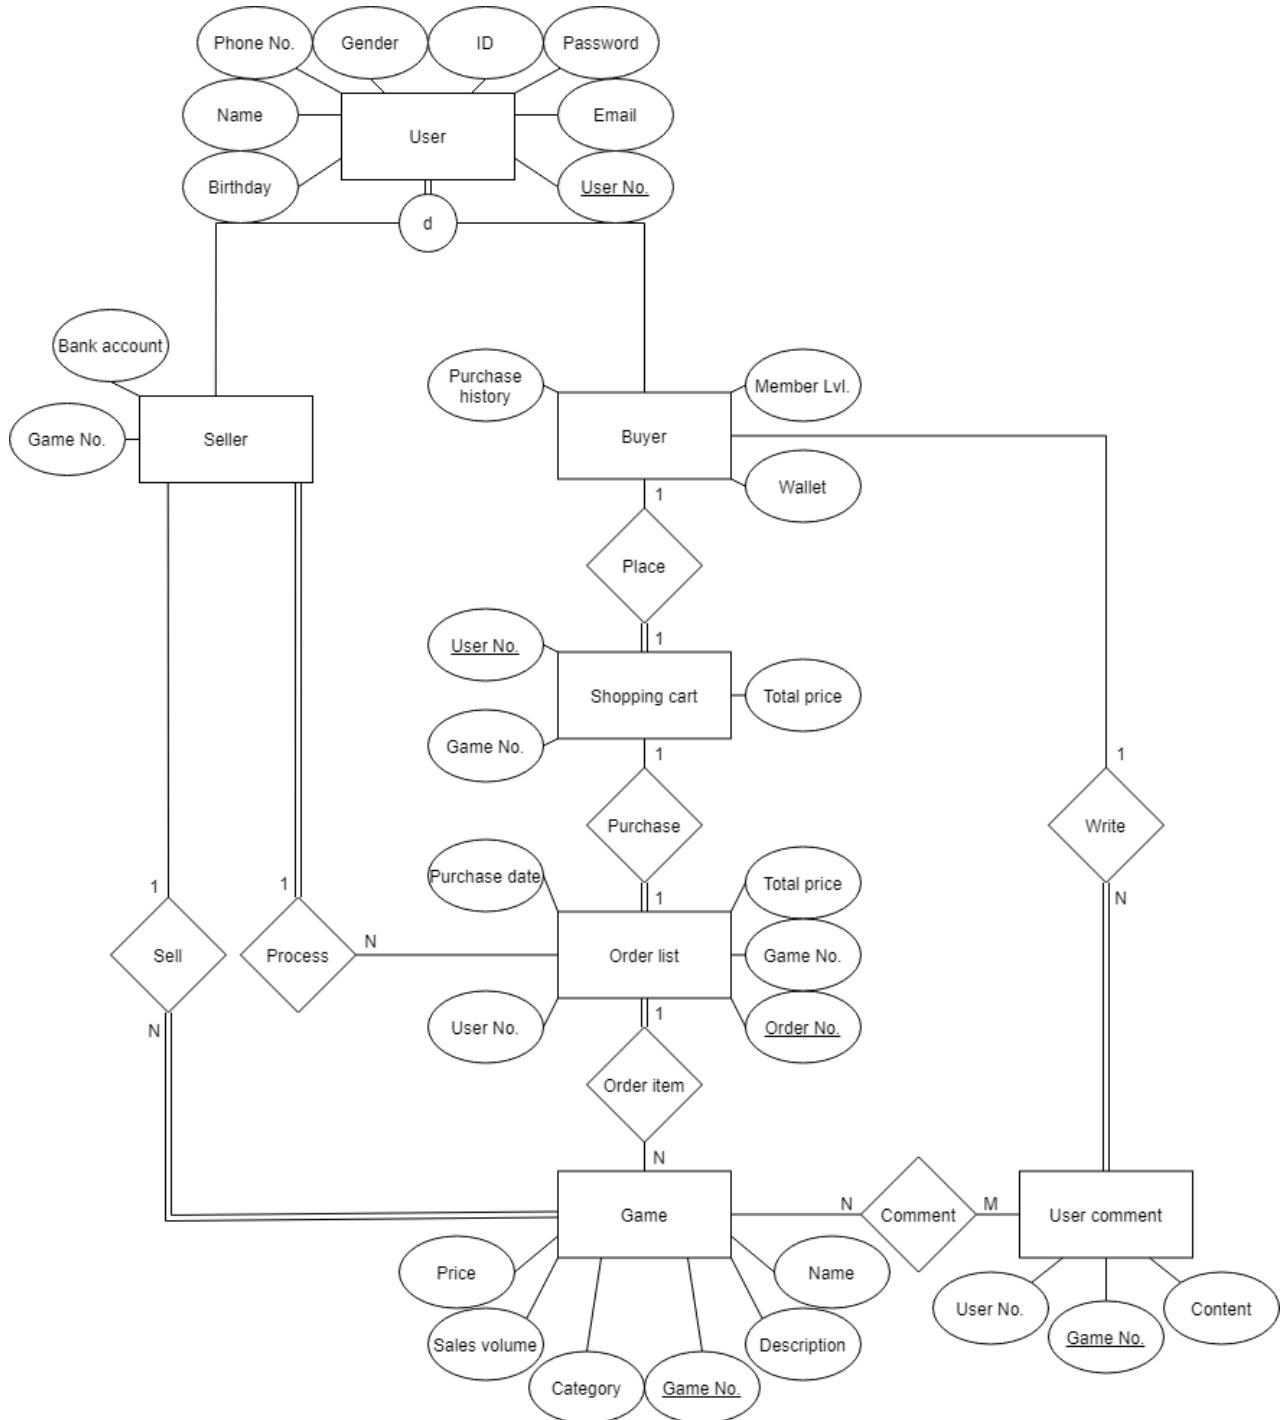 Phone No.
Gender
ID
Password
Name
User
Email
Birthday
User No.
d
Bank account
Purchase
history
Member Lvl.
Game No.
Seller
Buyer
Wallet
1
Place
1
User No.
Shopping cart
Total price
Game No.
1
1
Purchase
Write
Purchase date
Total price
1
1
1
N
Sell
Process
N
Order list
Game No.
N
User No.
1
Order No.
Order item
N
Game
N
Comment
M
User comment
Price
Name
User No.
Game No.
Content
Sales volume
Description
Category
Game No.